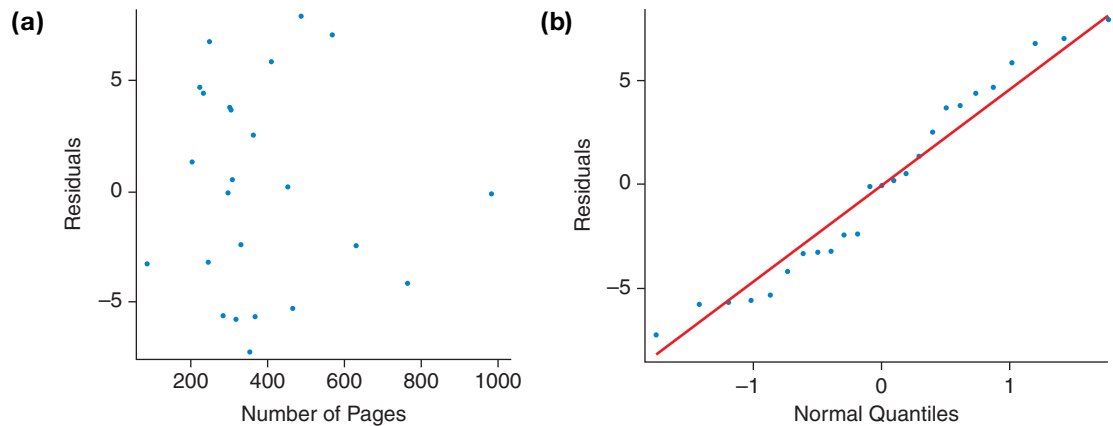 (a)
Residuals
5
0
−5
200 400 600 800 1000
Number of Pages
(b)
Residuals
5
0
−5
−1 0 1
Normal Quantiles